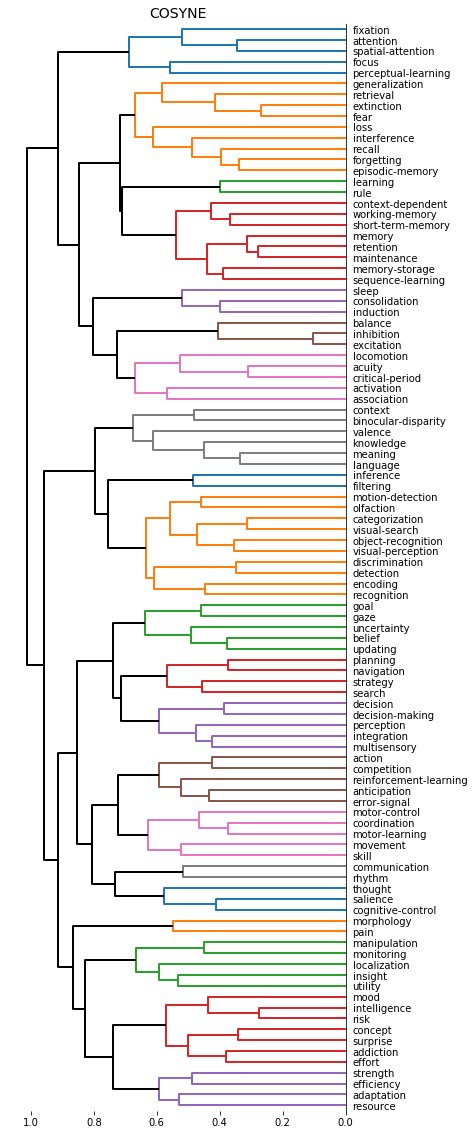 COSYNE
fixation
attention
spatial-attention
focus
perceptual-learning
generalization
retrieval
extinction
fear
loss
interference
recall
forgetting
episodic-memory
learning
rule
context-dependent
working-memory
short-term-memory
memory
retention
maintenance
memory-storage
sequence-learning
sleep
consolidation
induction
balance
inhibition
excitation
locomotion
acuity
critical-period
activation
association
context
binocular-disparity
valence
knowledge
meaning
language
inference
filtering
motion-detection
olfaction
categorization
visual-search
object-recognition
visual-perception
discrimination
detection
encoding
recognition
goal
gaze
uncertainty
belief
updating
planning
navigation
strategy
search
decision
decision-making
perception
integration
multisensory
action
competition
reinforcement-learning
anticipation
error-signal
motor-control
coordination
motor-learning
movement
skill
communication
rhythm
thought
salience
cognitive-control
morphology
pain
manipulation
monitoring
localization
insight
utility
mood
intelligence
risk
concept
surprise
addiction
effort
strength
efficiency
adaptation
resource
1.0 0.8 0.6 0.4 0.2 0.0